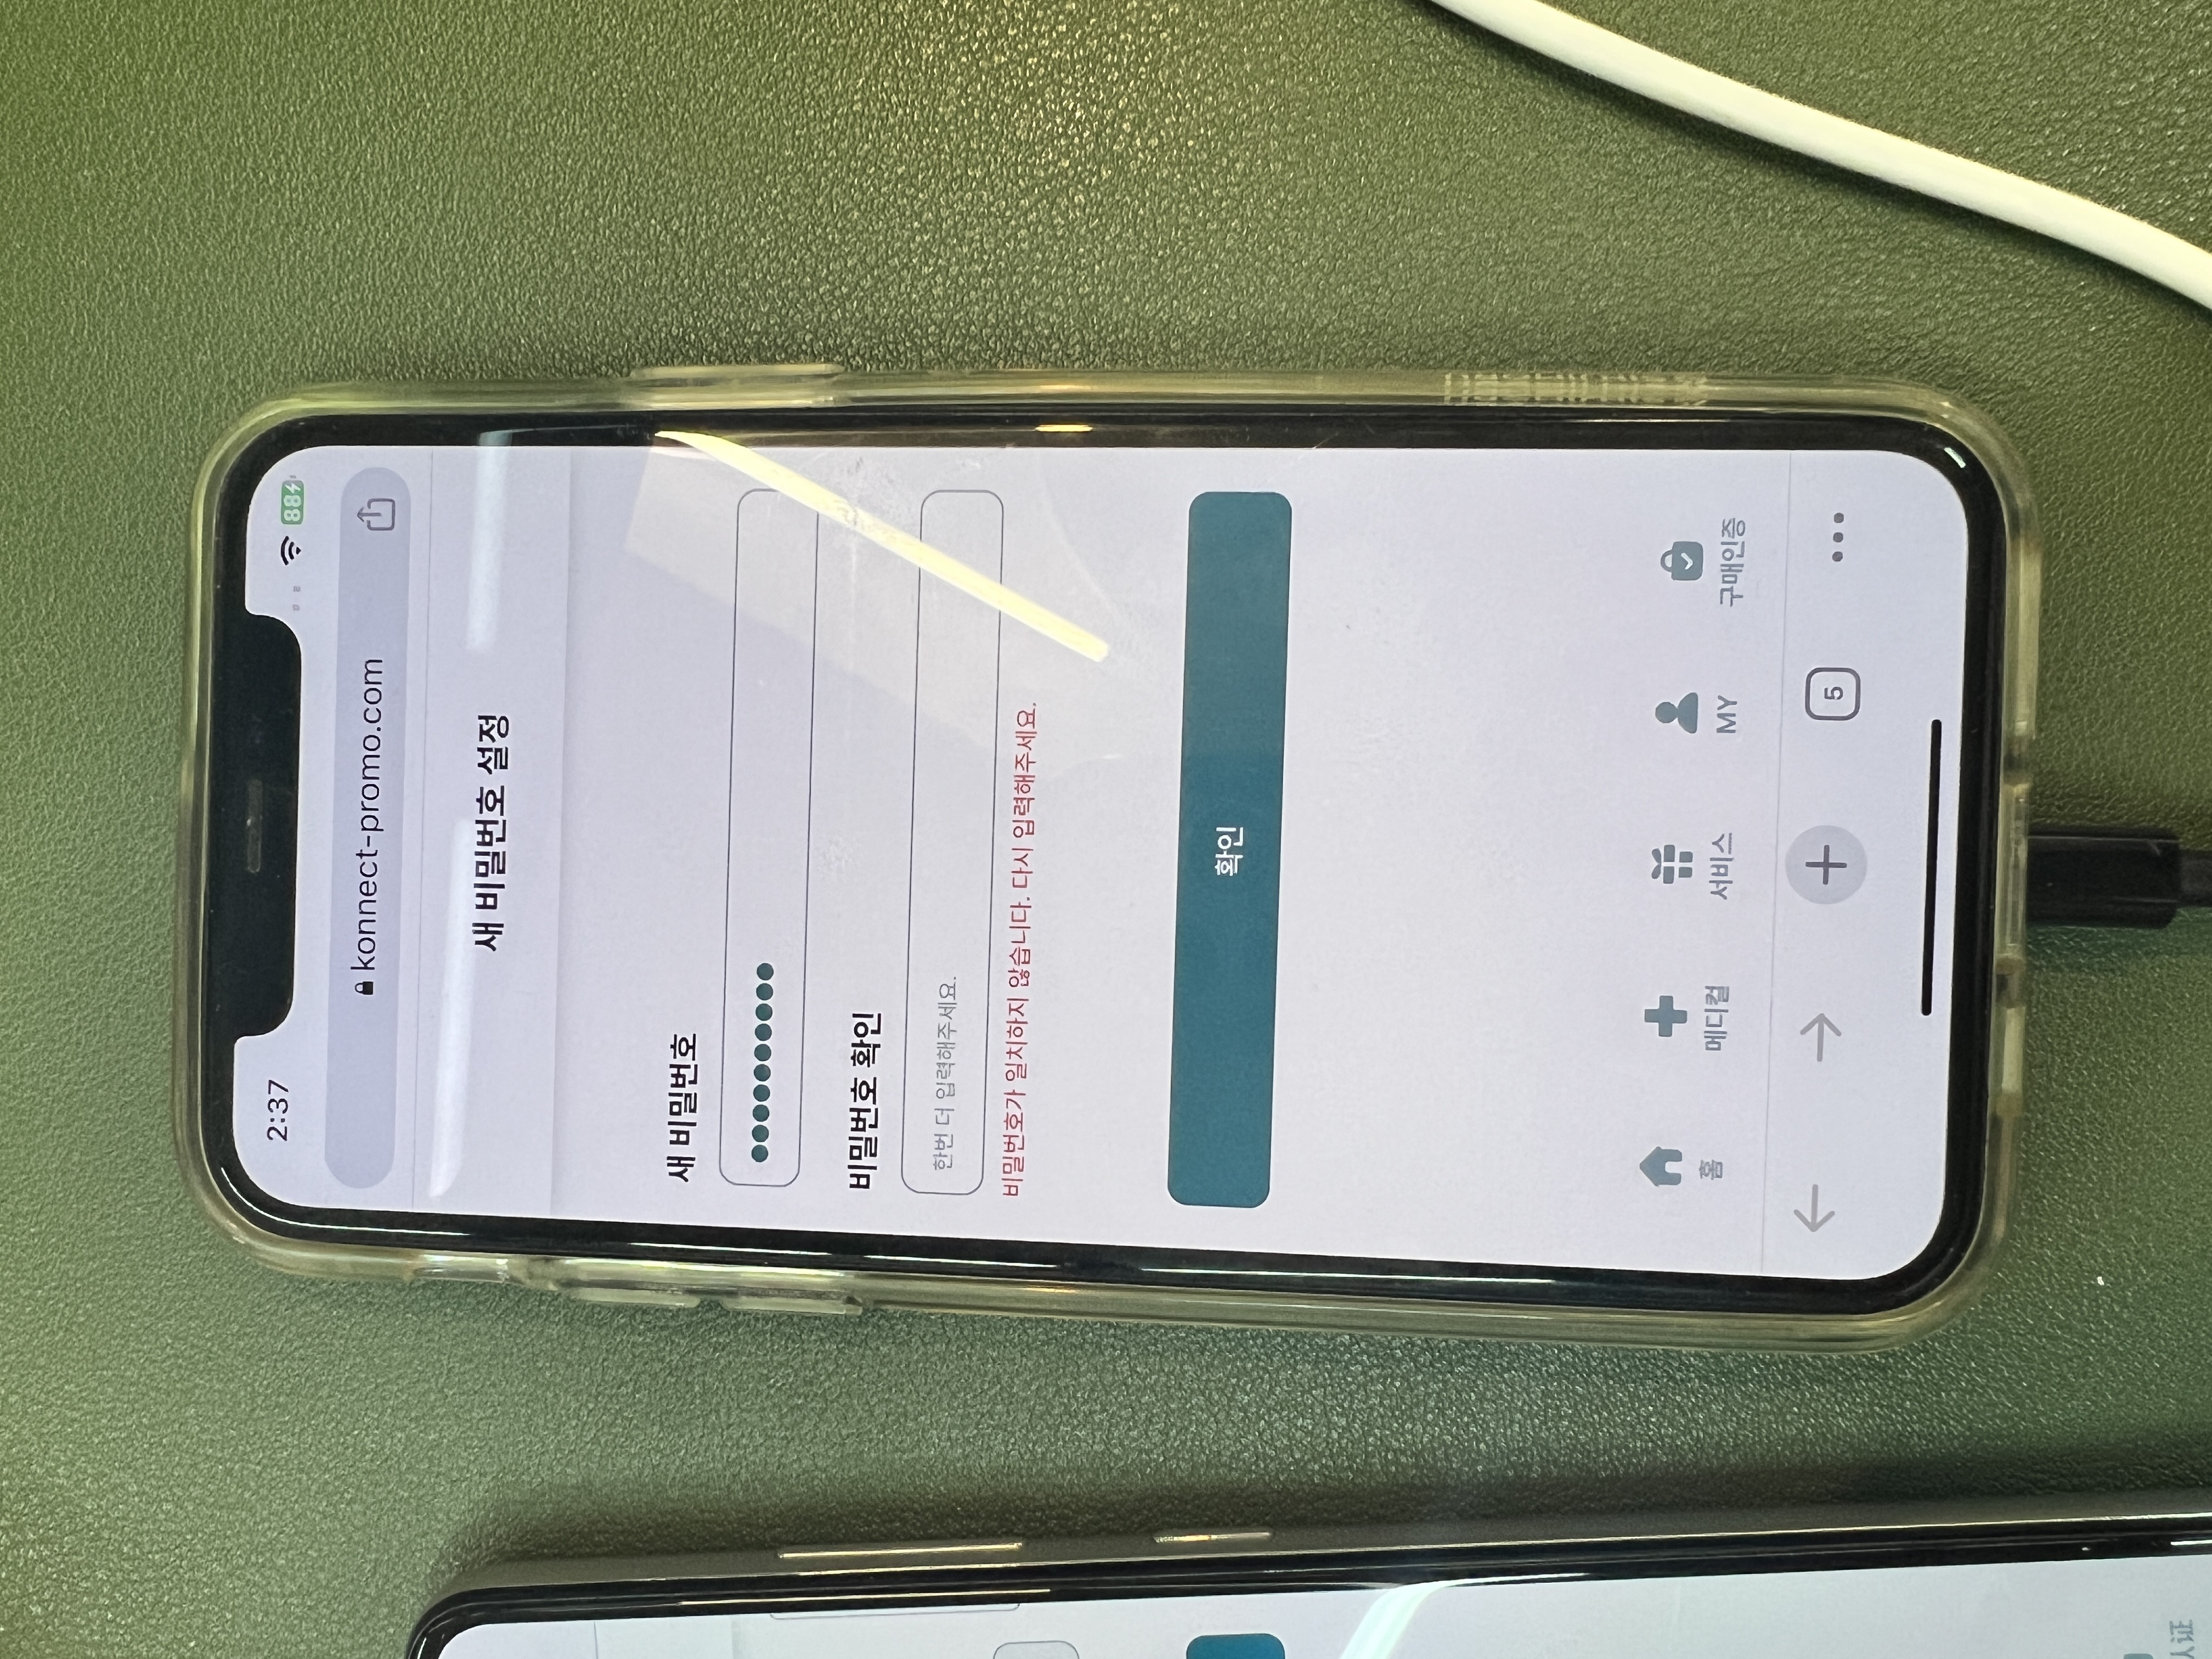 2:37
88
konnect-promo.com
새 비밀번호 설정
새 비밀번호
비밀번호 확인
한번 더 입력해주세요.
비밀번호가 일치하지 않습니다. 다시 입력해주세요.
확인
홈
메디컬
서비스
MY
구매인증
5
证